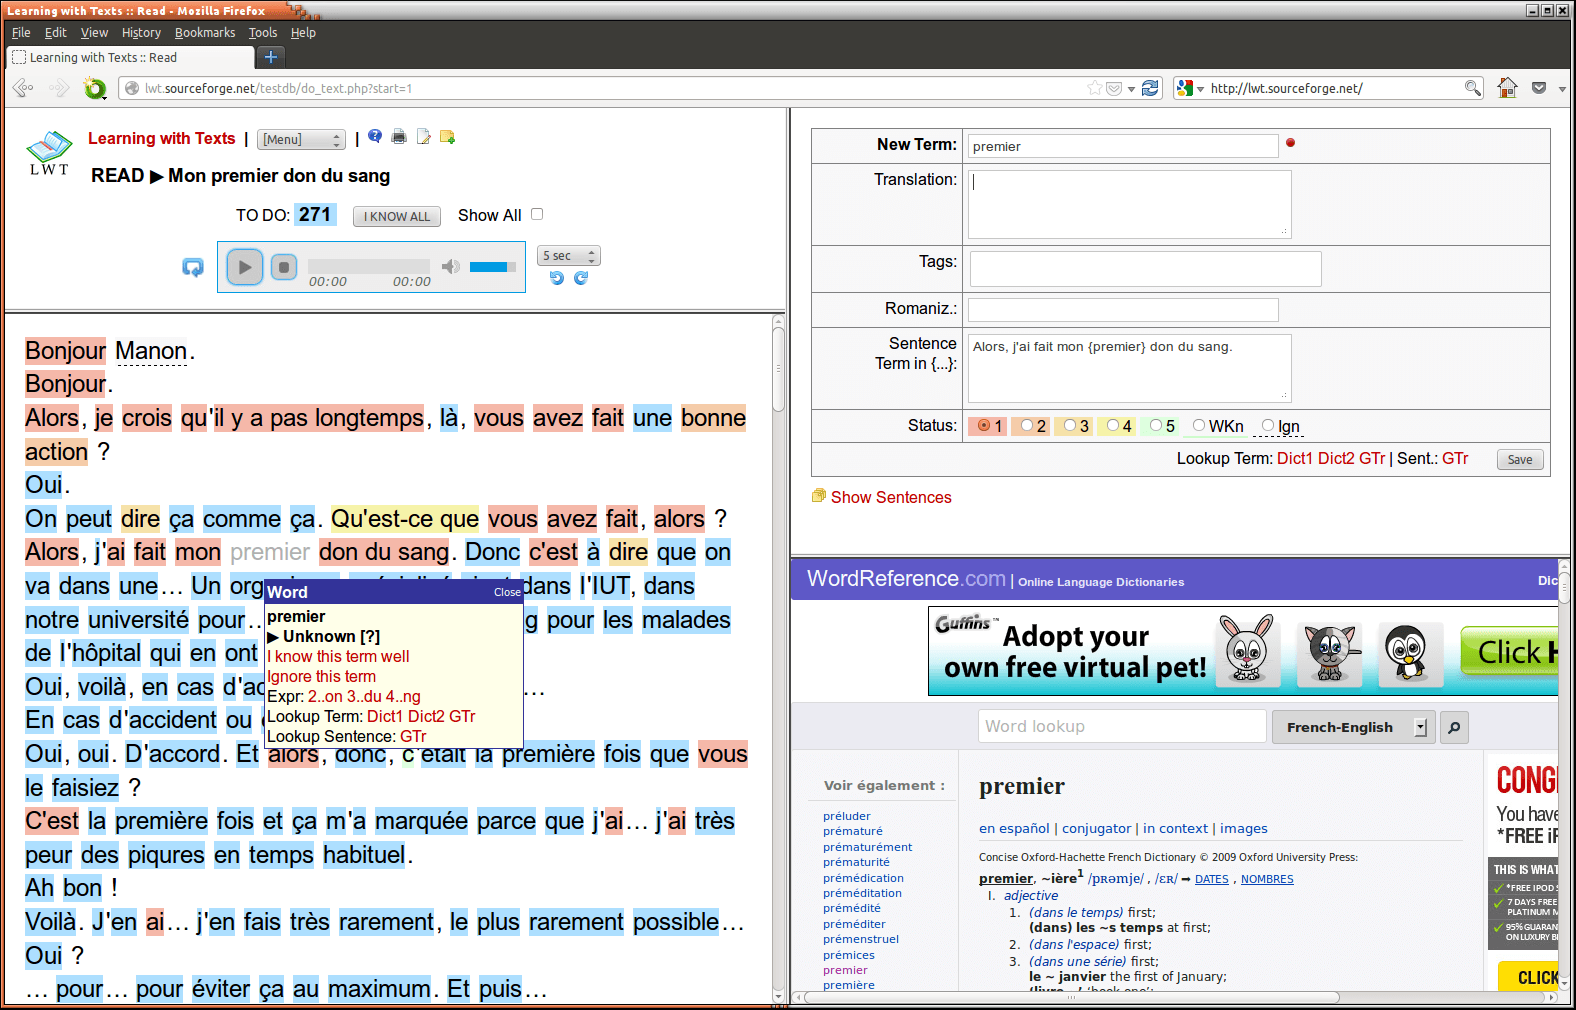 Learning with Texts :: Read - Mozilla Firefox
File Edit View History Bookmarks Tools Help
Learning with Texts :: Read
lwt.sourceforge.net/testdb/do_text.php?start=1
http://lwt.sourceforge.net/
LWT
Learning with Texts | [Menu] |
READ ▶ Mon premier don du sang
TO DO: 271 I KNOW ALL Show All
00:00 00:00
5 sec
Bonjour Manon.
Bonjour.
Alors, je crois qu'il y a pas longtemps, là, vous avez fait une bonne
action ?
Oui.
On peut dire ça comme ça. Qu'est-ce que vous avez fait, alors ?
Alors, j'ai fait mon premier don du sang. Donc c'est à dire que on
va dans une… Un dans l'IUT, dans
notre université pour… pour les malades
de l'hôpital qui en ont
Oui, voilà, en cas …
En cas d'accident ou
Oui, oui. D'accord. Et alors, donc, c'était la première fois que vous
le faisiez ?
C'est la première fois et ça m'a marquée parce que j'ai… j'ai très
peur des piqures en temps habituel.
Ah bon !
Voilà. J'en ai… j'en fais très rarement, le plus rarement possible…
Oui ?
… pour… pour éviter ça au maximum. Et puis…
Word Close
premier
▶ Unknown [?]
I know this term well
Ignore this term
Expr: 2..on 3..du 4..ng
Lookup Term: Dict1 Dict2 GTr
Lookup Sentence: GTr
New Term: premier
Translation:
Tags:
Romaniz.:
Sentence
Term in {...}:
Alors, j'ai fait mon {premier} don du sang.
Status: 1 2 3 4 5 WKn Ign
Lookup Term: Dict1 Dict2 GTr | Sent.: GTr Save
Show Sentences
WordReference.com | Online Language Dictionaries Dic
Guffins™
Adopt your
own free virtual pet!
Click H
Word lookup French-English
Voir également :
préluder
prématuré
prématurément
prématurité
prémédication
préméditation
prémédité
préméditer
prémenstruel
prémices
premier
première
premier
en español | conjugator | in context | images
Concise Oxford-Hachette French Dictionary © 2009 Oxford University Press:
premier, ~ière1 /pʀəmje/ , /ɛʀ/ ➡ DATES , NOMBRES
I. adjective
1. (dans le temps) first;
(dans) les ~s temps at first;
2. (dans l'espace) first;
3. (dans une série) first;
le ~ janvier the first of January;
CONG
You have
*FREE iP
THIS IS WHAT
*FREE IPOD S
7 DAYS FREE
PLATINUM M
95% GUARAN
ON LUXURY B
CLICK